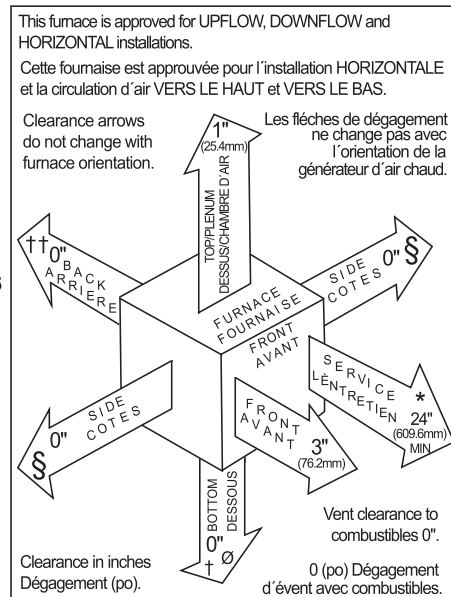 This furnace is approved for UPFLOW, DOWNFLOW and
HORIZONTAL installations.
Cette fournaise est approuvée pour l´installation HORIZONTALE
et la circulation d´air VERS LE HAUT et VERS LE BAS.
Clearance arrows
do not change with
furnace orientation.
Les fléches de dégagement
ne change pas avec
l´orientation de la
générateur d´air chaud.
1"
(25.4mm)
TOP/PLENUM
DESSUS/CHAMBRE D´AIR
††0"
BACK
ARRIERE
SIDE
COTES
0" §
FURNACE
FOURNAISE
FRONT
AVANT
SERVICE
LÈNTRETIEN
*
24"
(609.6mm)
MIN
0"
§
SIDE
COTES
FRONT
AVANT
3"
(76.2mm)
BOTTOM
DESSOUS
0"
† Ø
Vent clearance to
combustibles 0".
Clearance in inches
Dégagement (po).
0 (po) Dégagement
d´évent avec combustibles.